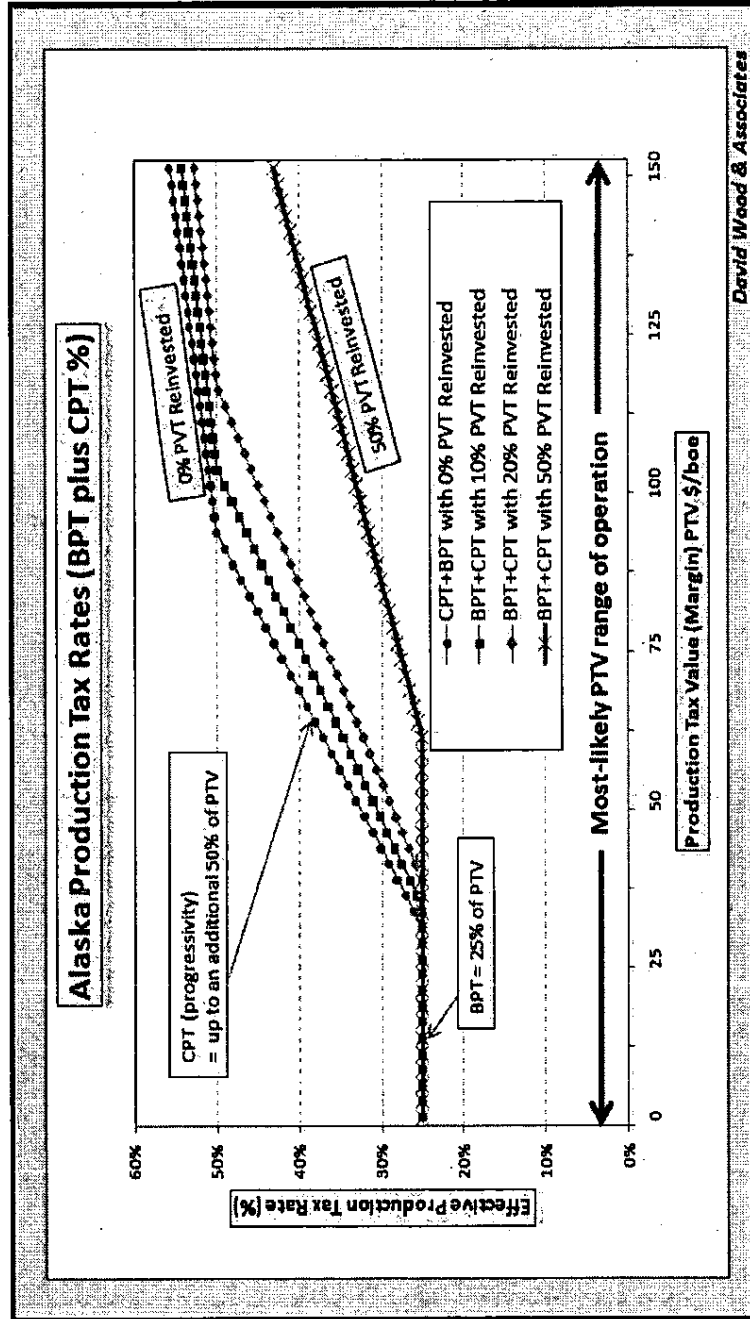 Alaska Production Tax Rates (BPT plus CPT %)
60%
50%
40%
30%
20%
10%
0%
Effective Production Tax Rate (%)
CPT (progressivity)
= up to an additional 50% of PTV
0% PVT Reinvested
50% PVT Reinvested
BPT = 25% of PTV
CPT+BPT with 0% PVT Reinvested
BPT+CPT with 10% PVT Reinvested
BPT+CPT with 20% PVT Reinvested
BPT+CPT with 50% PVT Reinvested
Most-likely PTV range of operation
0 25 50 75 100 125 150
Production Tax Value (Margin) PTV $/boe
David Wood & Associates